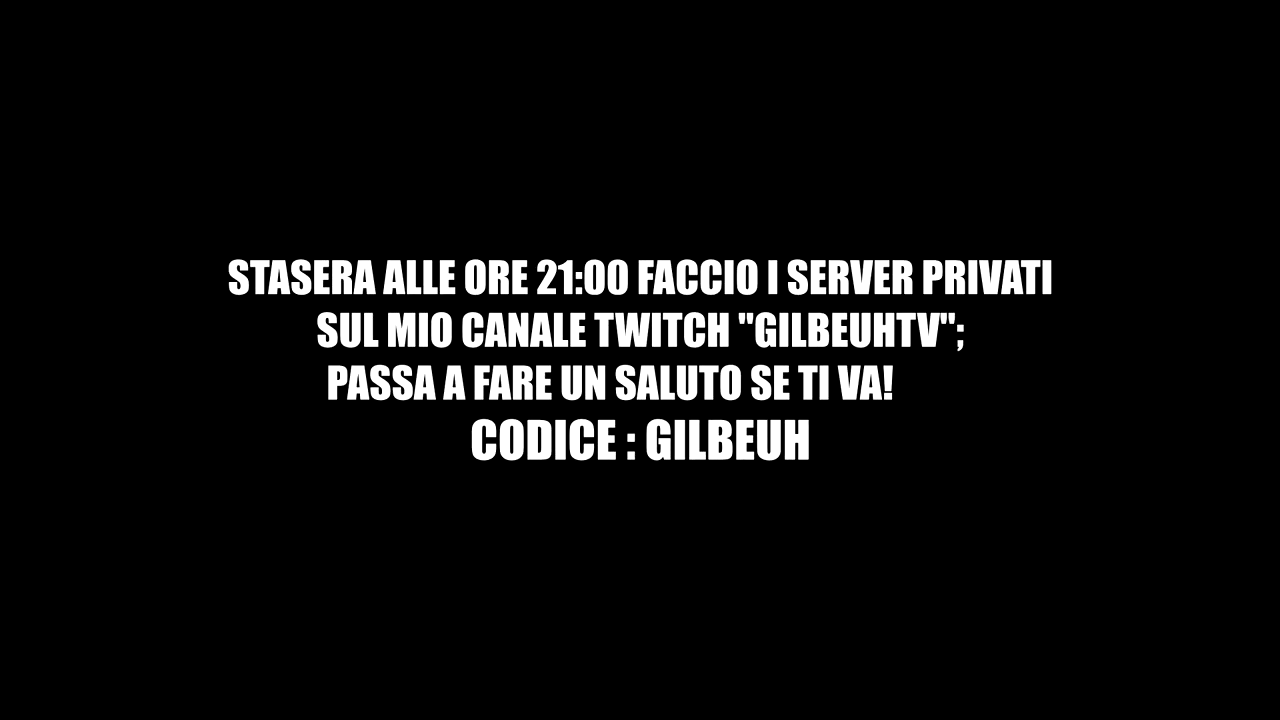 STASERA ALLE ORE 21:00 FACCIO I SERVER PRIVATI
SUL MIO CANALE TWITCH "GILBEUHTV";
PASSA A FARE UN SALUTO SE TI VA!
CODICE : GILBEUH